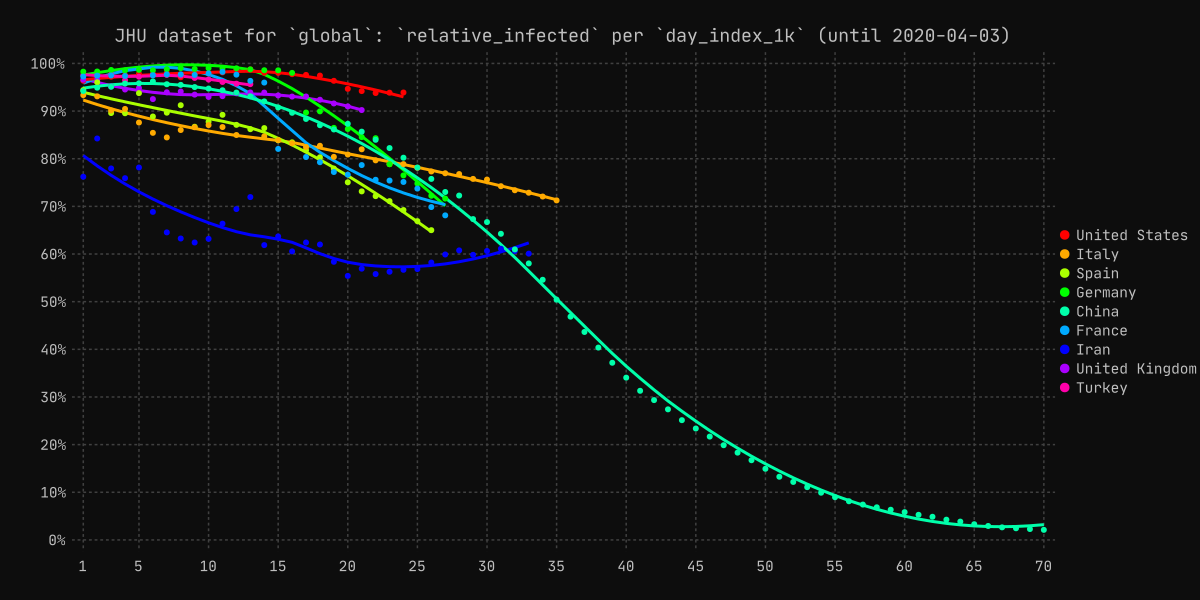 JHU dataset for `global`: `relative_infected` per `day_index_1k` (until 2020-04-03)
100%
90%
80%
70%
60%
50%
40%
30%
20%
10%
0%
1 5 10 15 20 25 30 35 40 45 50 55 60 65 70
United States
Italy
Spain
Germany
China
France
Iran
United Kingdom
Turkey